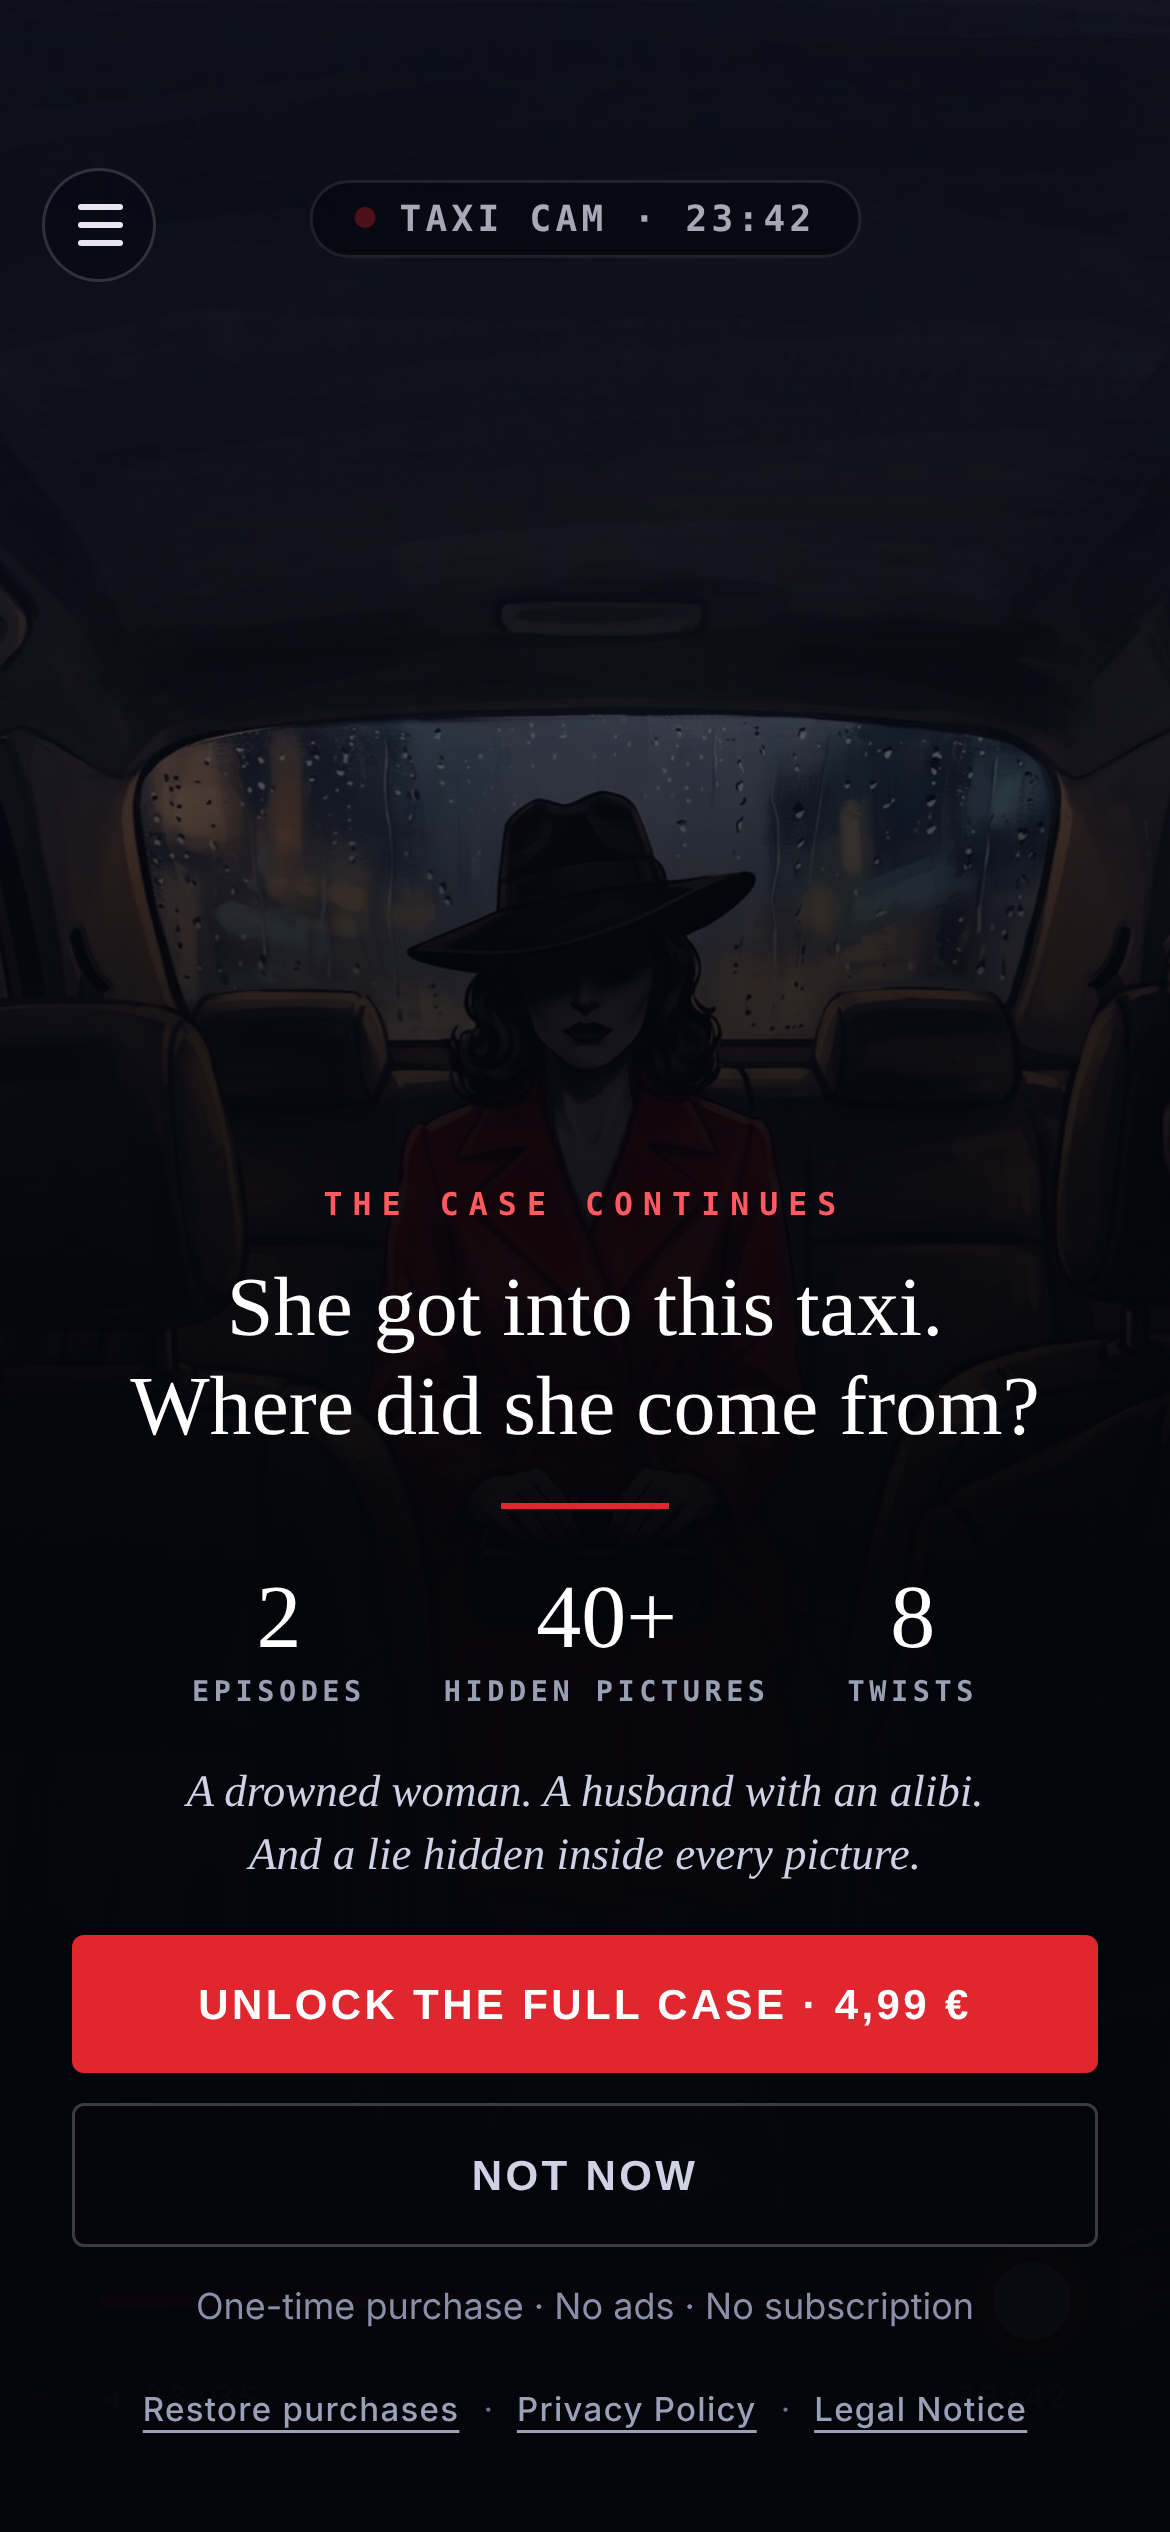 TAXI CAM · 23:42
THE CASE CONTINUES
She got into this taxi.
Where did she come from?
2 40+ 8
EPISODES HIDDEN PICTURES TWISTS
A drowned woman. A husband with an alibi.
And a lie hidden inside every picture.
UNLOCK THE FULL CASE · 4,99 €
NOT NOW
One-time purchase · No ads · No subscription
Restore purchases · Privacy Policy · Legal Notice